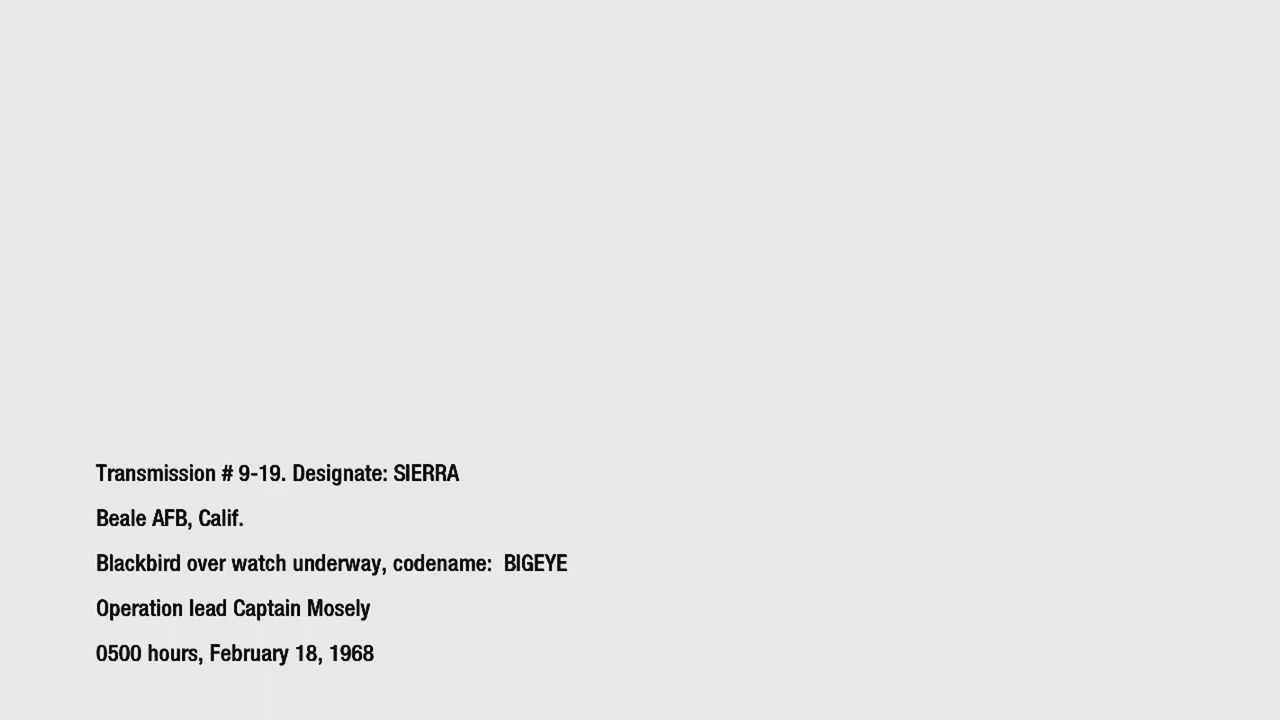 Transmission # 9-19. Designate: SIERRA
Beale AFB, Calif.
Blackbird over watch underway, codename:  BIGEYE
Operation lead Captain Mosely
0500 hours, February 18, 1968